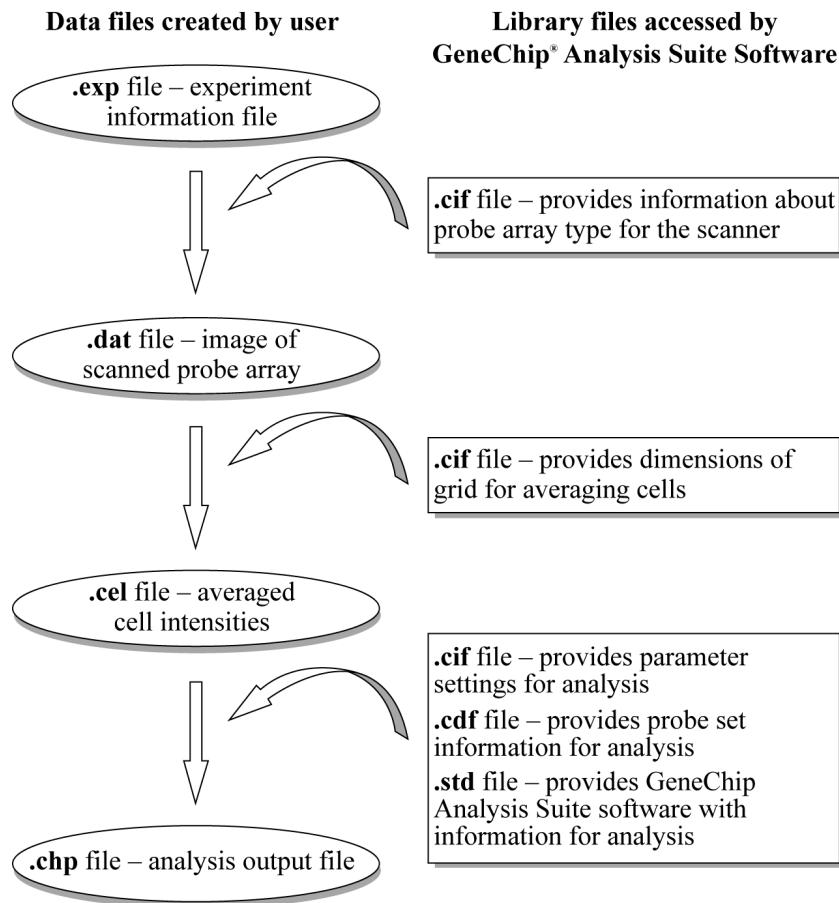 Data files created by user
Library files accessed by
GeneChip® Analysis Suite Software
.exp file – experiment
information file
.cif file – provides information about
probe array type for the scanner
.dat file – image of
scanned probe array
.cif file – provides dimensions of
grid for averaging cells
.cel file – averaged
cell intensities
.cif file – provides parameter
settings for analysis
.cdf file – provides probe set
information for analysis
.std file – provides GeneChip
Analysis Suite software with
information for analysis
.chp file – analysis output file